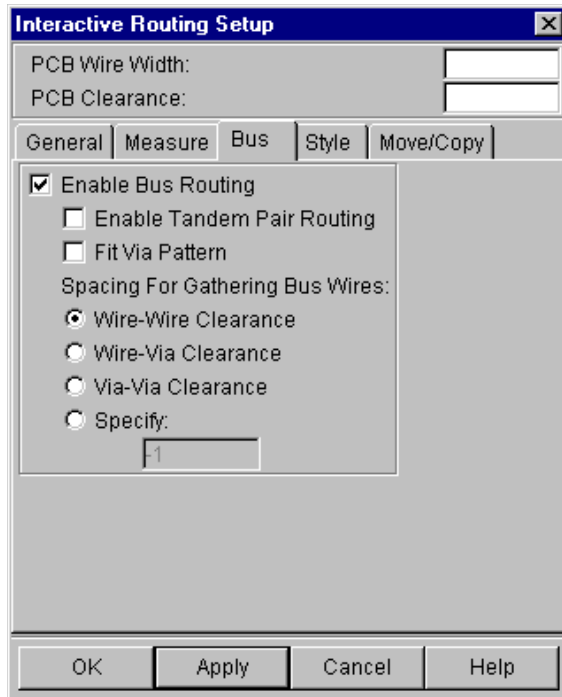 Interactive Routing Setup
PCB Wire Width:
PCB Clearance:
General Measure Bus Style Move/Copy
Enable Bus Routing
Enable Tandem Pair Routing
Fit Via Pattern
Spacing For Gathering Bus Wires:
Wire-Wire Clearance
Wire-Via Clearance
Via-Via Clearance
Specify:
-1
OK Apply Cancel Help